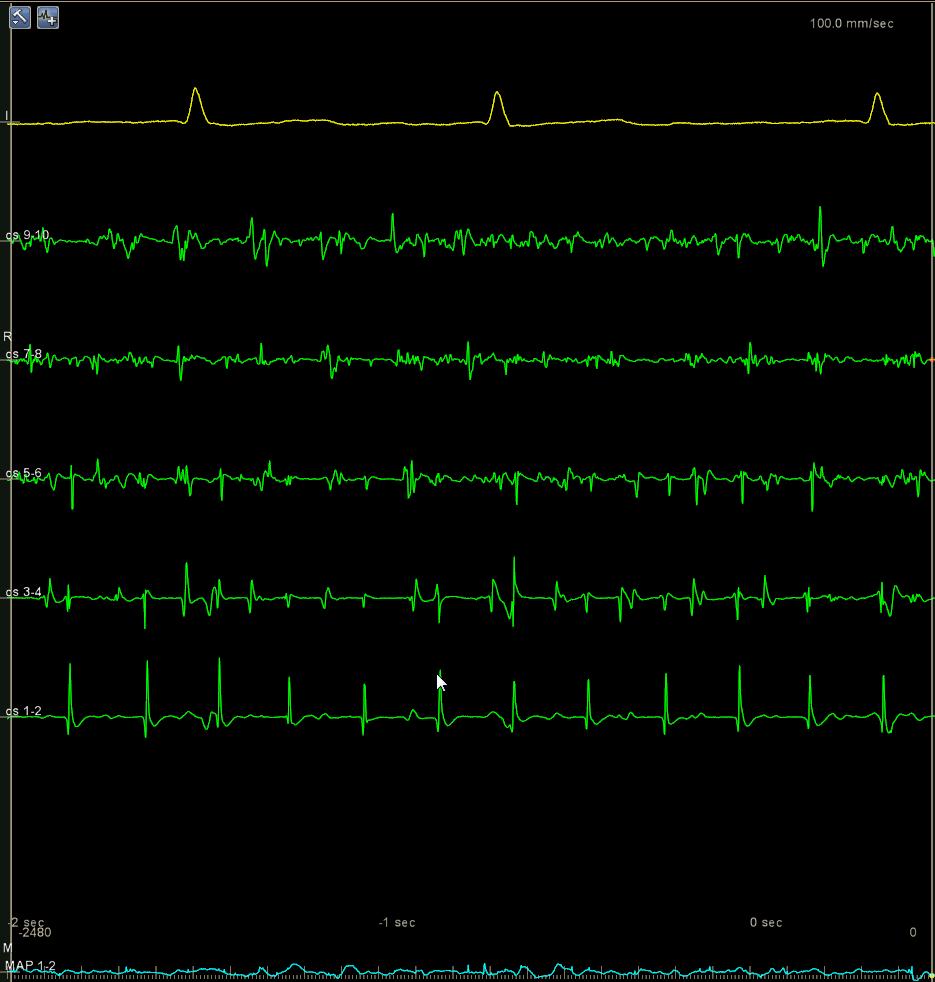 100.0 mm/sec
I
cs 9-10
R
cs 7-8
cs 5-6
cs 3-4
cs 1-2
-2 sec
-1 sec
0 sec
-2480
0
M
MAP 1-2